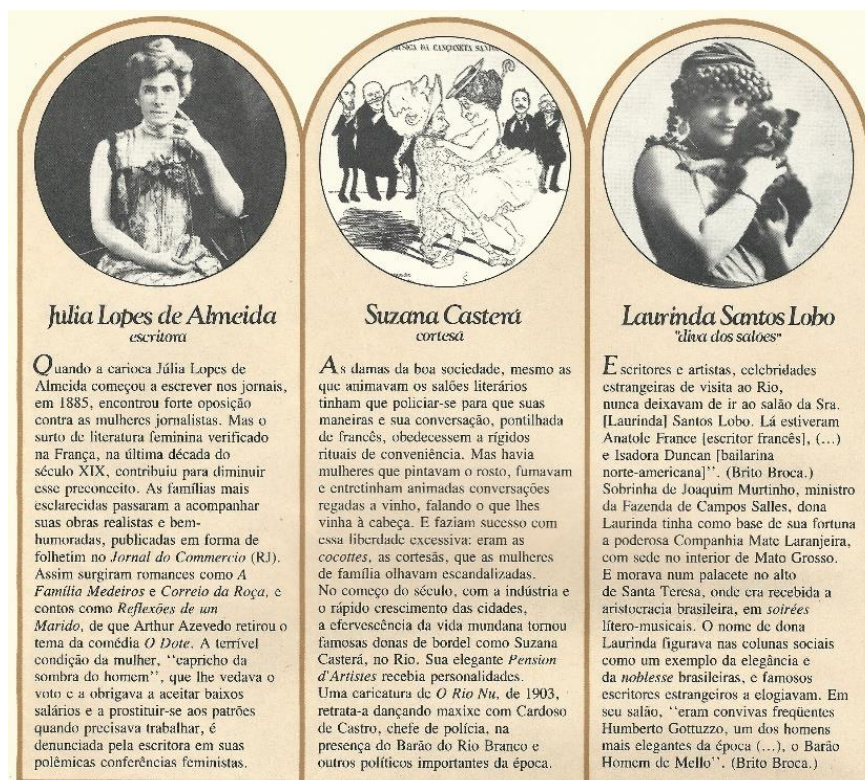 MUSICA DA CANÇONETA SANTOS
Júlia Lopes de Almeida
escritora
Quando a carioca Júlia Lopes de
Almeida começou a escrever nos jornais,
em 1885, encontrou forte oposição
contra as mulheres jornalistas. Mas o
surto de literatura feminina verificado
na França, na última década do
século XIX, contribuiu para diminuir
esse preconceito. As famílias mais
esclarecidas passaram a acompanhar
suas obras realistas e bem-
humoradas, publicadas em forma de
folhetim no Jornal do Commercio (RJ).
Assim surgiram romances como A
Família Medeiros e Correio da Roça, e
contos como Reflexões de um
Marido, de que Arthur Azevedo retirou o
tema da comédia O Dote. A terrível
condição da mulher, "capricho da
sombra do homem", que lhe vedava o
voto e a obrigava a aceitar baixos
salários e a prostituir-se aos patrões
quando precisava trabalhar, é
denunciada pela escritora em suas
polêmicas conferências feministas.
Suzana Casterá
cortesã
As damas da boa sociedade, mesmo as
que animavam os salões literários
tinham que policiar-se para que suas
maneiras e sua conversação, pontilhada
de francês, obedecessem a rígidos
rituais de conveniência. Mas havia
mulheres que pintavam o rosto, fumavam
e entretinham animadas conversações
regadas a vinho, falando o que lhes
vinha à cabeça. E faziam sucesso com
essa liberdade excessiva: eram as
cocottes, as cortesãs, que as mulheres
de família olhavam escandalizadas.
No começo do século, com a indústria e
o rápido crescimento das cidades,
a efervescência da vida mundana tornou
famosas donas de bordel como Suzana
Casterá, no Rio. Sua elegante Pension
d'Artistes recebia personalidades.
Uma caricatura de O Rio Nu, de 1903,
retrata-a dançando maxixe com Cardoso
de Castro, chefe de polícia, na
presença do Barão do Rio Branco e
outros políticos importantes da época.
Laurinda Santos Lobo
"diva dos salões"
Escritores e artistas, celebridades
estrangeiras de visita ao Rio,
nunca deixavam de ir ao salão da Sra.
[Laurinda] Santos Lobo. Lá estiveram
Anatole France [escritor francês], (...)
e Isadora Duncan [bailarina
norte-americana]". (Brito Broca.)
Sobrinha de Joaquim Murtinho, ministro
da Fazenda de Campos Salles, dona
Laurinda tinha como base de sua fortuna
a poderosa Companhia Mate Laranjeira,
com sede no interior de Mato Grosso.
E morava num palacete no alto
de Santa Teresa, onde era recebida a
aristocracia brasileira, em soirées
lítero-musicais. O nome de dona
Laurinda figurava nas colunas sociais
como um exemplo da elegância e
da noblesse brasileiras, e famosos
escritores estrangeiros a elogiavam. Em
seu salão, "eram convivas freqüentes
Humberto Gottuzzo, um dos homens
mais elegantes da época (...), o Barão
Homem de Mello". (Brito Broca.)